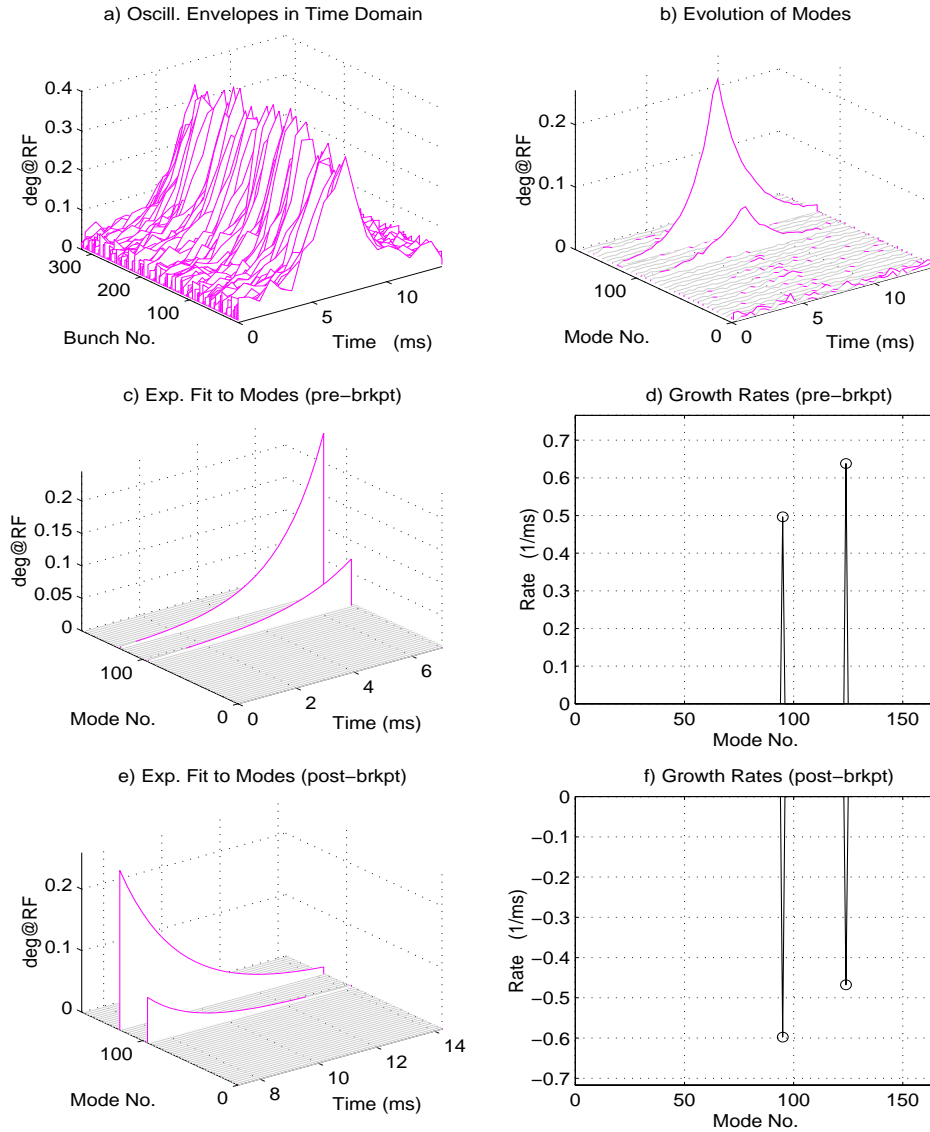 a) Oscill. Envelopes in Time Domain
0.4
0.3
0.2
0.1
0
deg@RF
300
200
100
0
Bunch No.
0
5
10
Time (ms)
b) Evolution of Modes
0.2
0.1
0
deg@RF
100
0
Mode No.
0
5
10
Time (ms)
c) Exp. Fit to Modes (pre−brkpt)
0.2
0.15
0.1
0.05
0
deg@RF
100
0
Mode No.
0
2
4
6
Time (ms)
d) Growth Rates (pre−brkpt)
0.7
0.6
0.5
0.4
0.3
0.2
0.1
0
Rate (1/ms)
0
50
100
150
Mode No.
e) Exp. Fit to Modes (post−brkpt)
0.2
0.1
0
deg@RF
100
0
Mode No.
8
10
12
14
Time (ms)
f) Growth Rates (post−brkpt)
0
−0.1
−0.2
−0.3
−0.4
−0.5
−0.6
−0.7
Rate (1/ms)
0
50
100
150
Mode No.